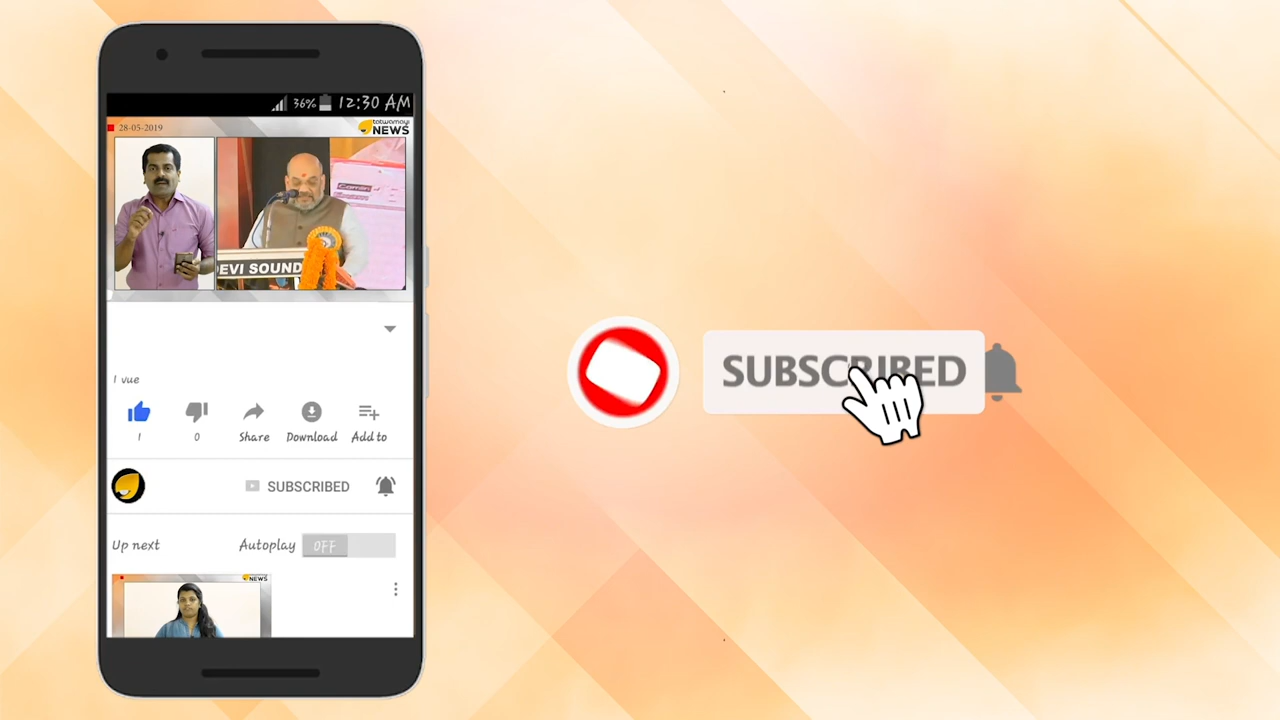 36% 12:30 AM
28-05-2019
tatwamayi
NEWS
DEVI SOUND
1 vue
1
0
Share
Download
Add to
SUBSCRIBED
Up next
Autoplay
OFF
NEWS
SUBSCRIBED